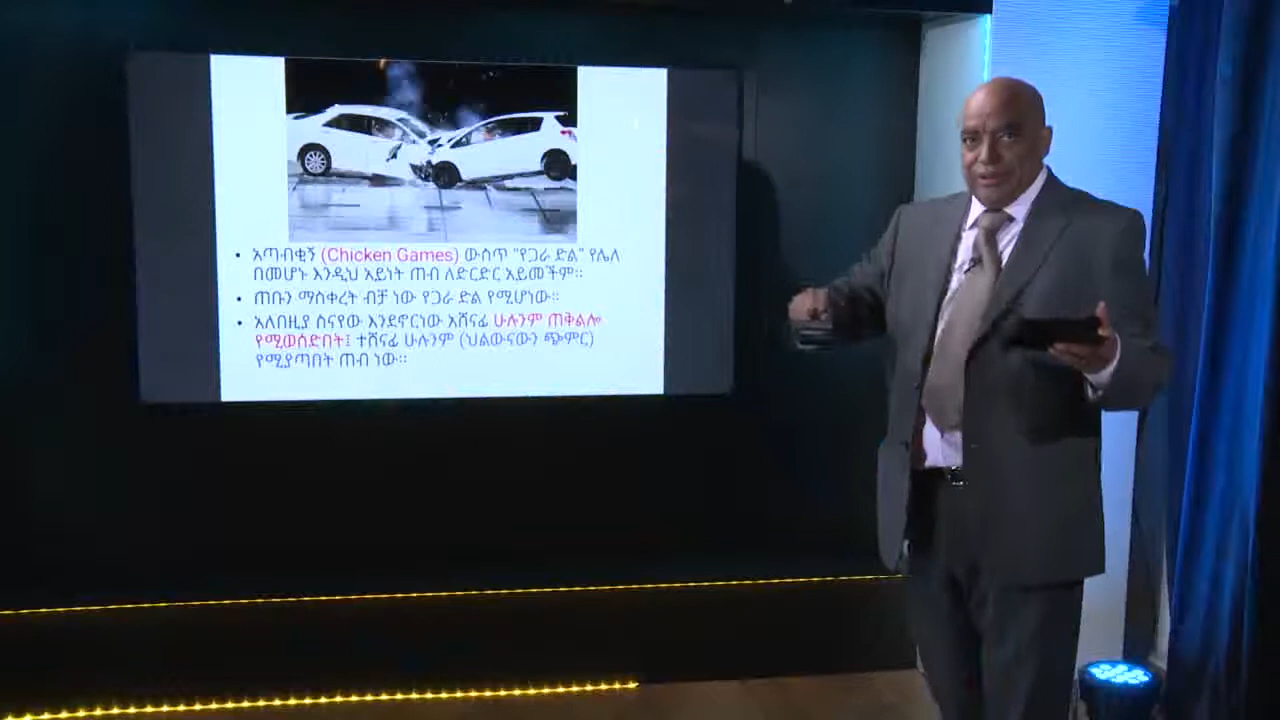 • አጣብቂኝ (Chicken Games) ውስጥ "የጋራ ድል" የሌለ
በመሆኑ እንዲህ አይነት ጠብ ለድርድር አይመችም።
• ጠቡን ማስቀረት ብቻ ነው የጋራ ድል የሚሆነው።
• አለበዚያ ስናየው እንደኖርነው አሸናፊ ሁሉንም ጠቅልሎ
የሚወስድበት፤ ተሸናፊ ሁሉንም (ህልውናውን ጭምር)
የሚያጣበት ጠብ ነው።